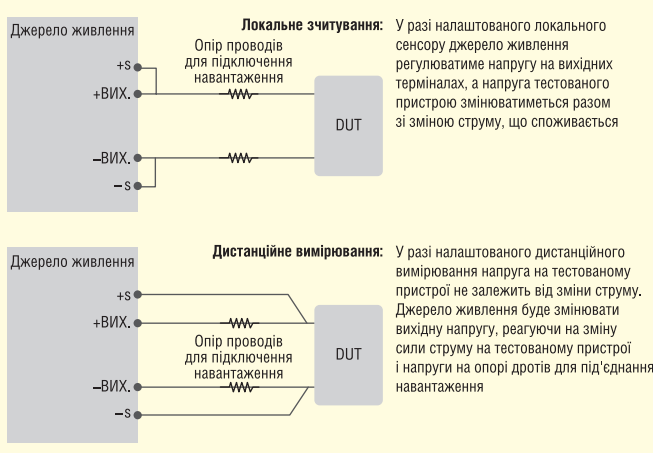 Джерело живлення
+s
+ВИХ.
–ВИХ.
–s
Опір проводів
для підключення
навантаження
DUT
Локальне зчитування:
У разі налаштованого локального
сенсору джерело живлення
регулюватиме напругу на вихідних
терміналах, а напруга тестованого
пристрою змінюватиметься разом
зі зміною струму, що споживається
Джерело живлення
+s
+ВИХ.
–ВИХ.
–s
Опір проводів
для підключення
навантаження
DUT
Дистанційне вимірювання:
У разі налаштованого дистанційного
вимірювання напруга на тестованому
пристрої не залежить від зміни струму.
Джерело живлення буде змінювати
вихідну напругу, реагуючи на зміну
сили струму на тестованому пристрої
і напруги на опорі дротів для під'єднання
навантаження